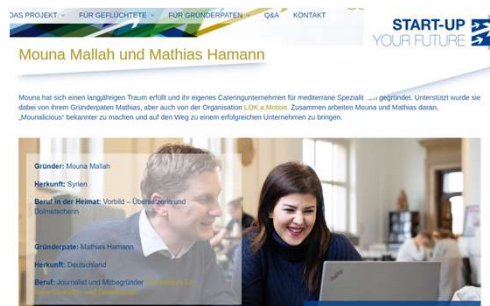 DAS PROJEKT FÜR GEFLÜCHTETE FÜR GRÜNDERPATEN Q&A KONTAKT
START-UP
YOUR FUTURE
Mouna Mallah und Mathias Hamann
Mouna hat sich einen langjährigen Traum erfüllt und ihr eigenes Cateringunternehmen für mediterrane gegründet. Unterstützt wurde sie
dabei von ihrem Gründerpaten Mathias, aber auch von der Organisation LOK.a.Motion. Zusammen arbeiten Mouna und Mathias daran,
„Mounalicious“ bekannter zu machen und auf den Weg zu einem erfolgreichen Unternehmen zu bringen.
Gründer: Mouna Mallah
Herkunft: Syrien
Beruf in der Heimat: Vorbild – Übersetzerin und
Dolmetscherin
Gründerpate: Mathias Hamann
Herkunft: Deutschland
Beruf: Journalist und Mitbegründer